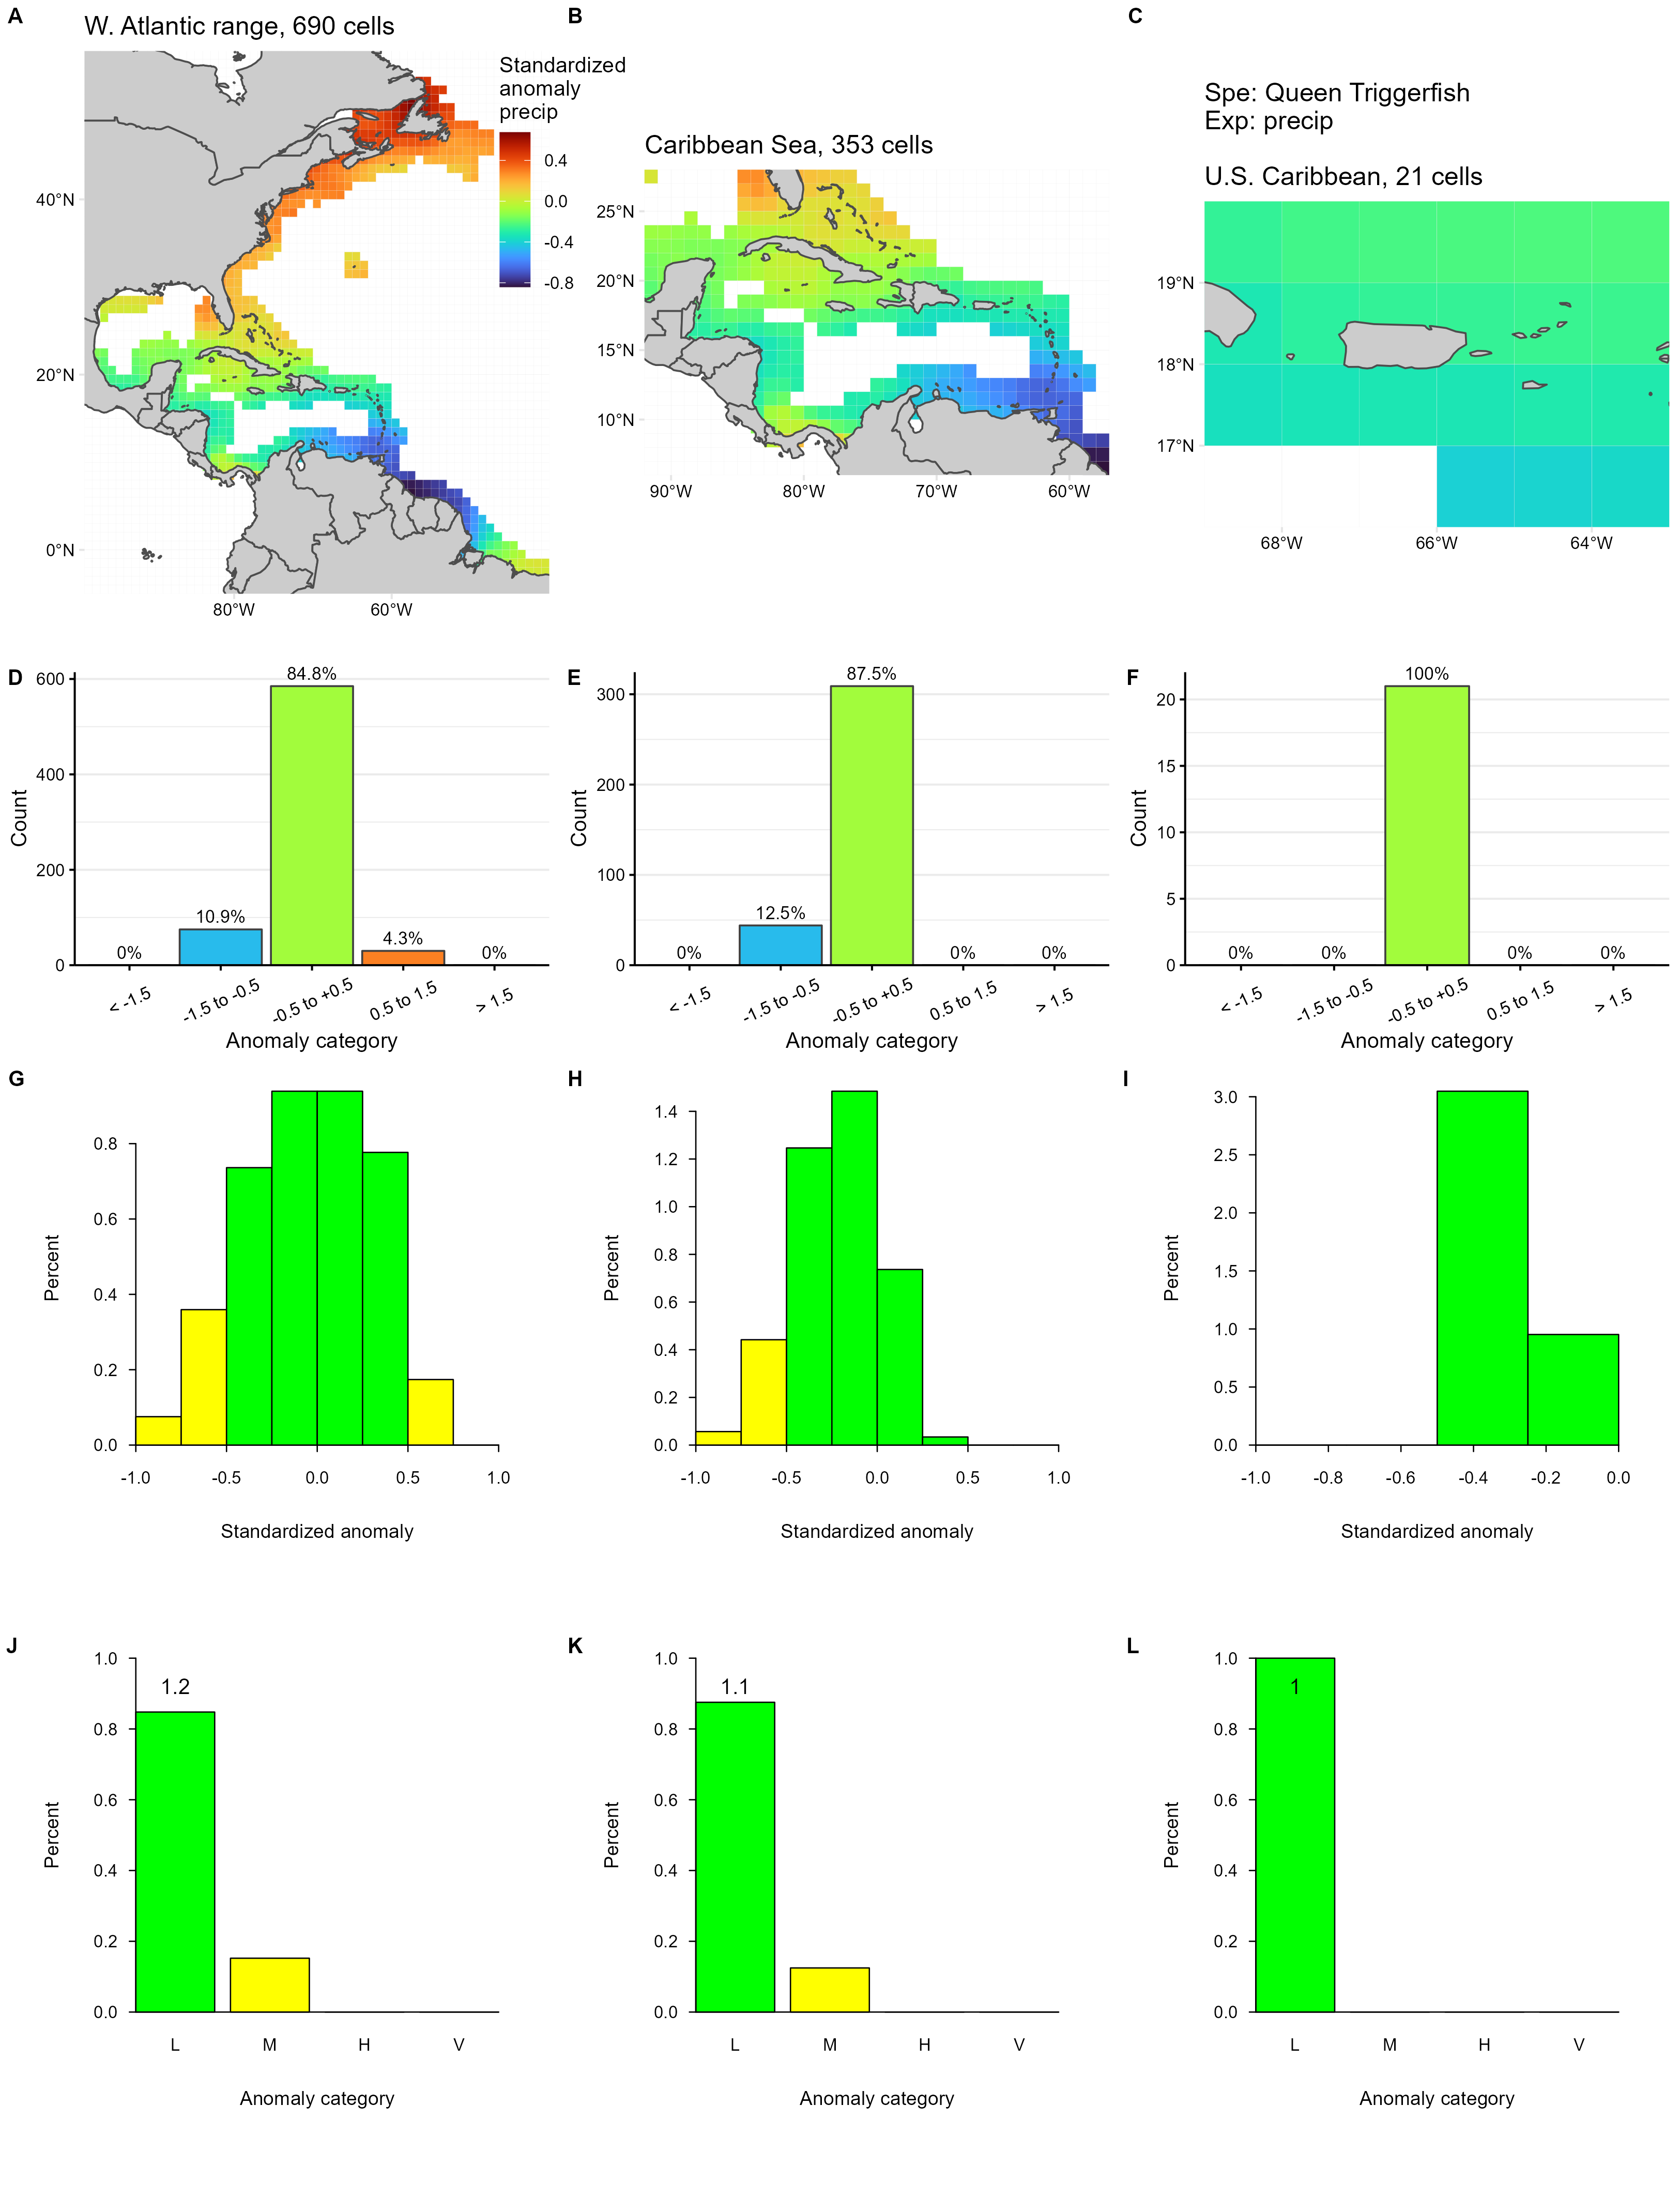 A
W. Atlantic range, 690 cells
Standardized
anomaly
precip
0.4
0.0
-0.4
-0.8
40°N
20°N
0°N
80°W
60°W
B
Caribbean Sea, 353 cells
25°N
20°N
15°N
10°N
90°W
80°W
70°W
60°W
C
Spe: Queen Triggerfish
Exp: precip
U.S. Caribbean, 21 cells
19°N
18°N
17°N
68°W
66°W
64°W
D
Count
600
400
200
0
0%
10.9%
84.8%
4.3%
0%
< -1.5
-1.5 to -0.5
-0.5 to +0.5
0.5 to 1.5
> 1.5
Anomaly category
E
Count
300
200
100
0
0%
12.5%
87.5%
0%
0%
< -1.5
-1.5 to -0.5
-0.5 to +0.5
0.5 to 1.5
> 1.5
Anomaly category
F
Count
20
15
10
5
0
0%
0%
100%
0%
0%
< -1.5
-1.5 to -0.5
-0.5 to +0.5
0.5 to 1.5
> 1.5
Anomaly category
G
Percent
0.8
0.6
0.4
0.2
0.0
-1.0
-0.5
0.0
0.5
1.0
Standardized anomaly
H
Percent
1.4
1.2
1.0
0.8
0.6
0.4
0.2
0.0
-1.0
-0.5
0.0
0.5
1.0
Standardized anomaly
I
Percent
3.0
2.5
2.0
1.5
1.0
0.5
0.0
-1.0
-0.8
-0.6
-0.4
-0.2
0.0
Standardized anomaly
J
Percent
1.0
0.8
0.6
0.4
0.2
0.0
1.2
L
M
H
V
Anomaly category
K
Percent
1.0
0.8
0.6
0.4
0.2
0.0
1.1
L
M
H
V
Anomaly category
L
Percent
1.0
0.8
0.6
0.4
0.2
0.0
1
L
M
H
V
Anomaly category